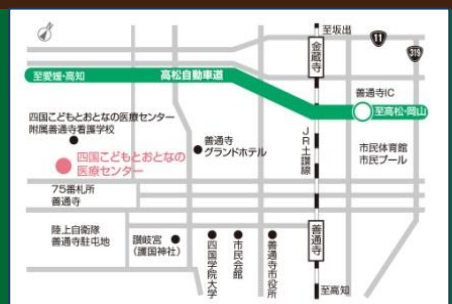 至坂出
11
319
金蔵寺
至愛媛・高知
高松自動車道
善通寺IC
至高松・岡山
四国こどもとおとなの医療センター
附属善通寺看護学校
善通寺
グランドホテル
JR土讃線
市民体育館
市民プール
四国こどもとおとなの
医療センター
75番札所
善通寺
陸上自衛隊
善通寺駐屯地
讃岐宮
(護国神社)
四国学院大学
市民会館
善通寺市役所
善通寺
至高知